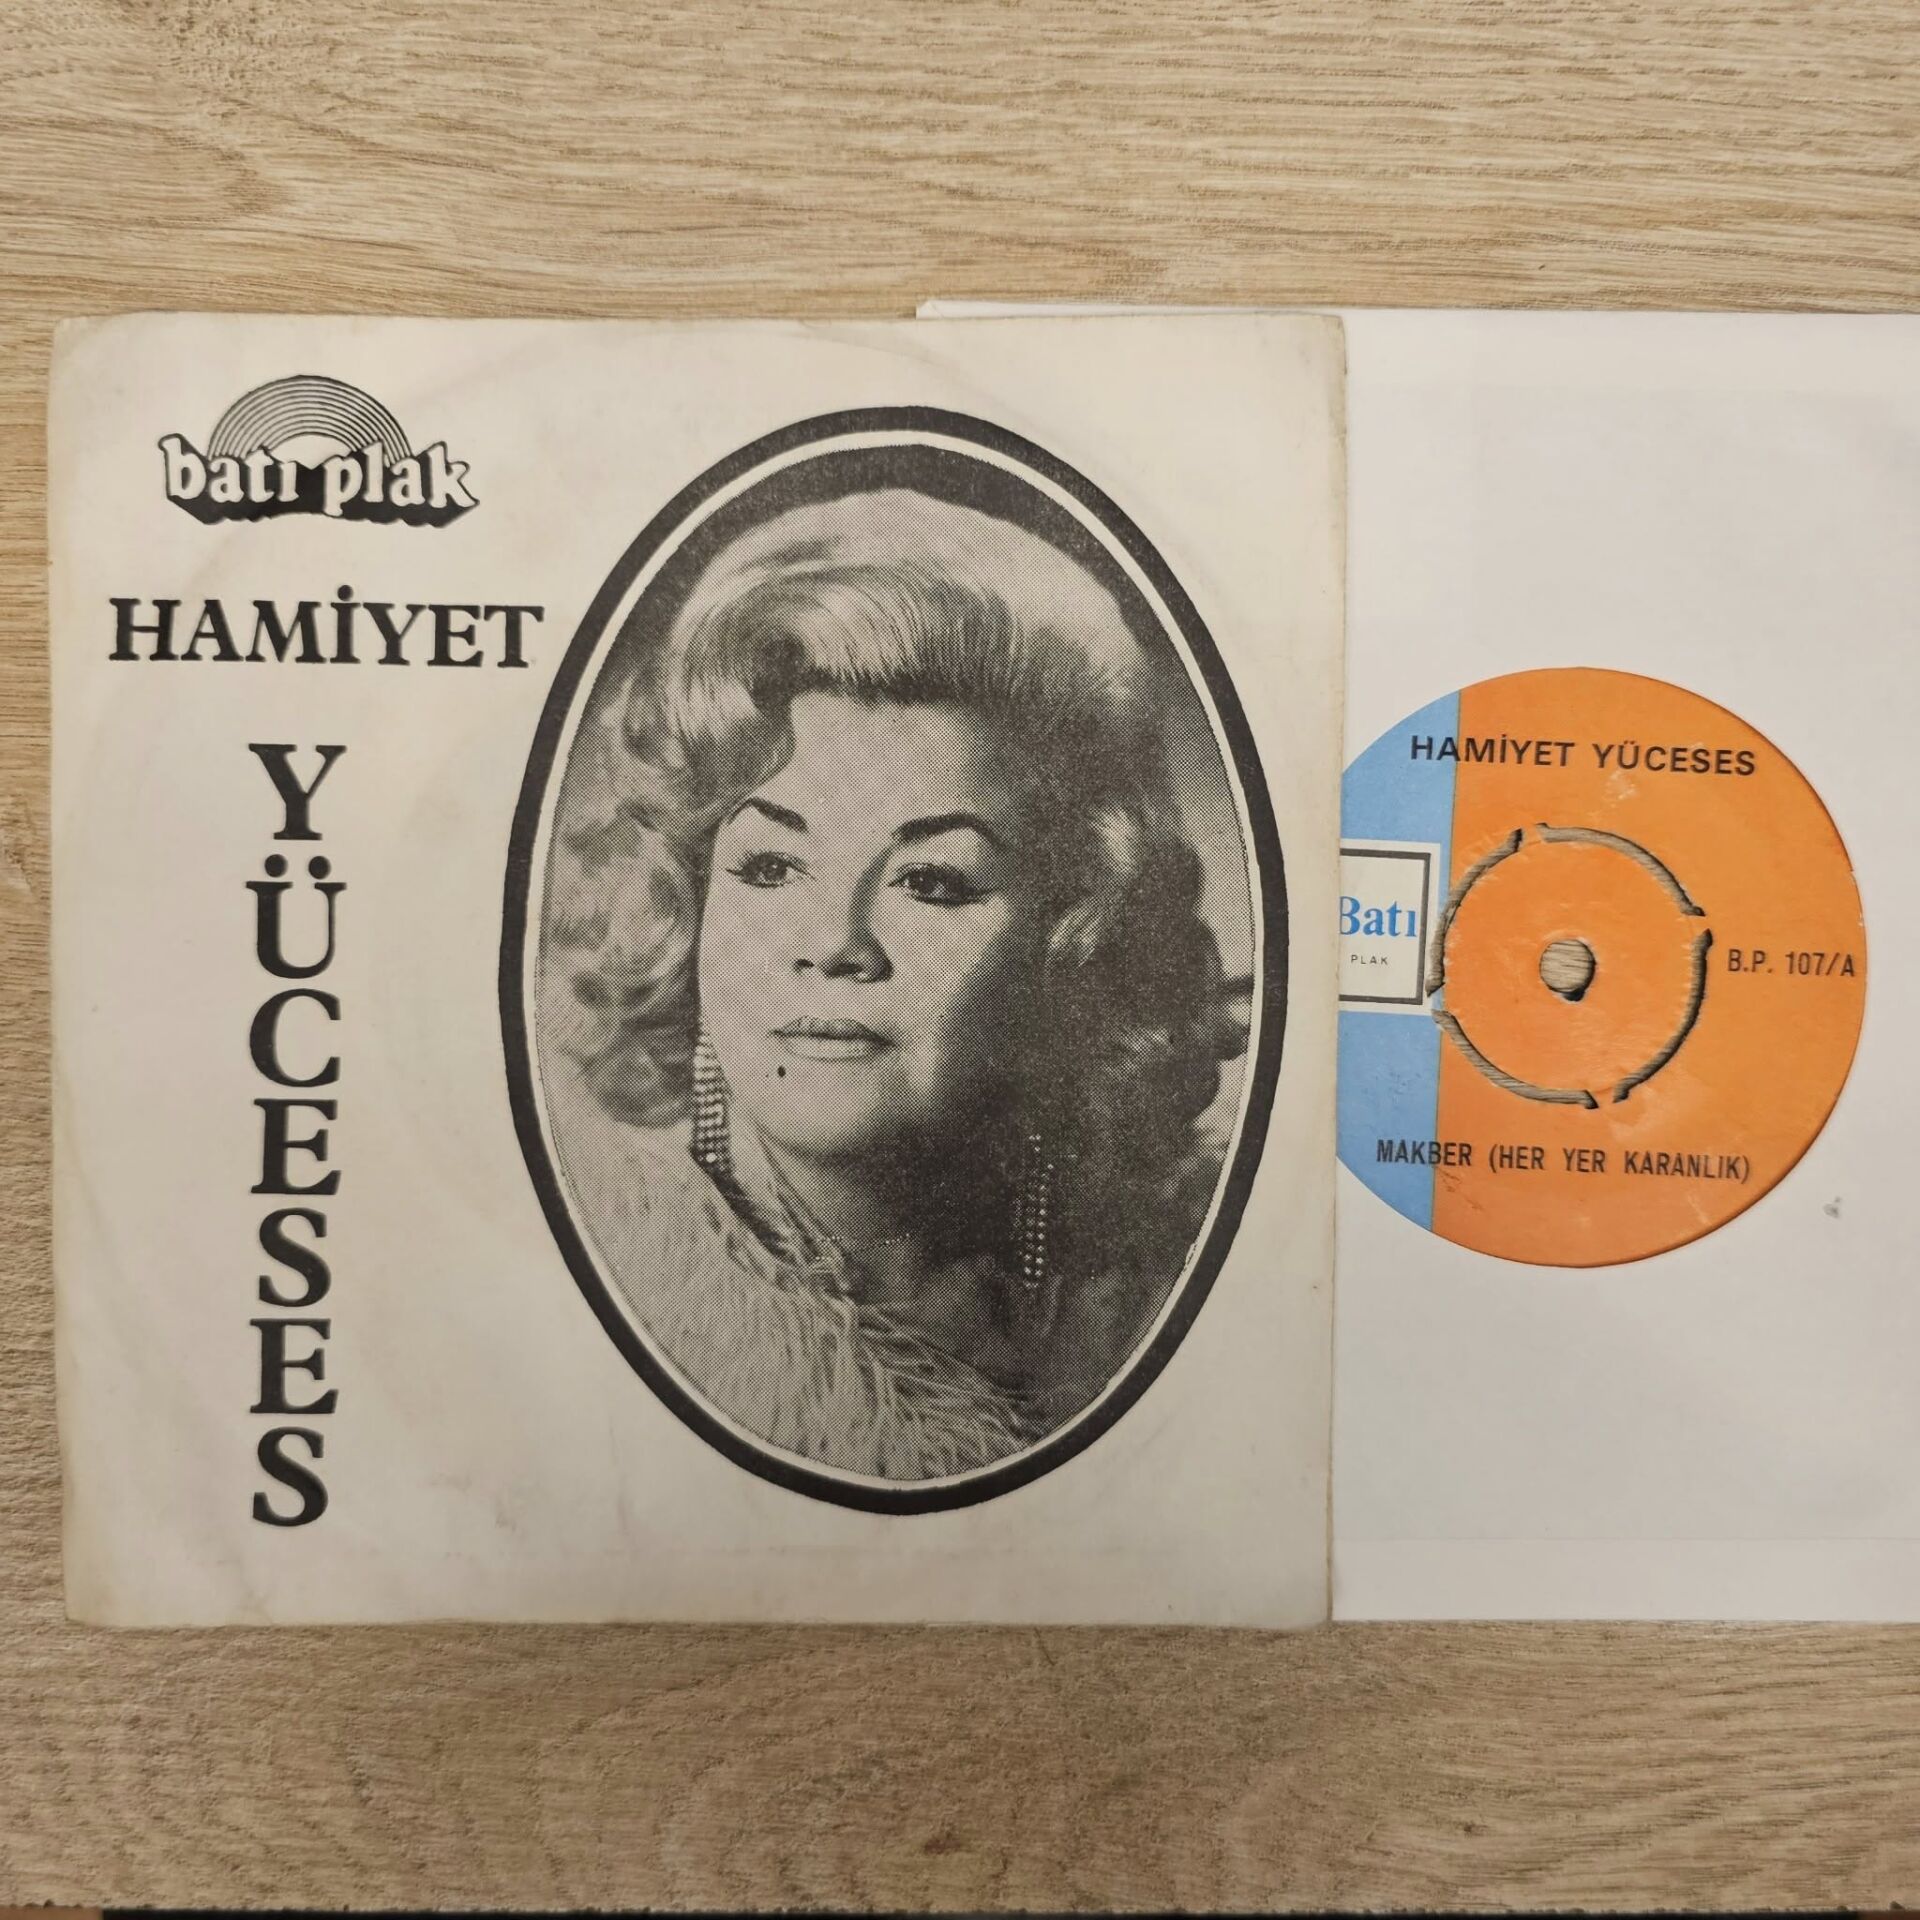 batı plak
HAMİYET
YÜCESES
HAMİYET YÜCESES
Batı
PLAK
B.P. 107/A
MAKBER (HER YER KARANLIK)